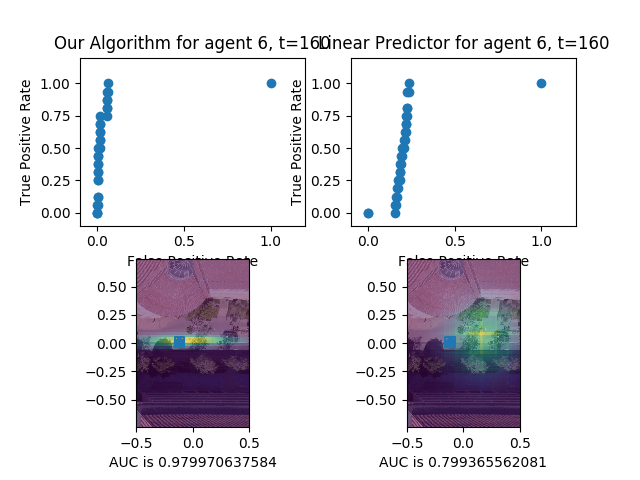 Our Algorithm for agent 6, t=160
Linear Predictor for agent 6, t=160
True Positive Rate
1.00
0.75
0.50
0.25
0.00
0.0 0.5 1.0
False Positive Rate
True Positive Rate
1.00
0.75
0.50
0.25
0.00
0.0 0.5 1.0
False Positive Rate
0.50
0.25
0.00
−0.25
−0.50
−0.5 0.0 0.5
AUC is 0.979970637584
0.50
0.25
0.00
−0.25
−0.50
−0.5 0.0 0.5
AUC is 0.799365562081